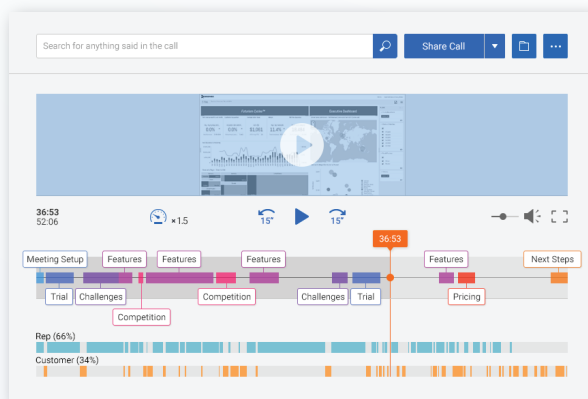 Search for anything said in the call
Share Call
36:53
52:06
×1.5
15"
15"
36:53
Meeting Setup
Features
Features
Features
Features
Next Steps
Trial
Challenges
Competition
Challenges
Trial
Pricing
Competition
Rep (66%)
Customer (34%)